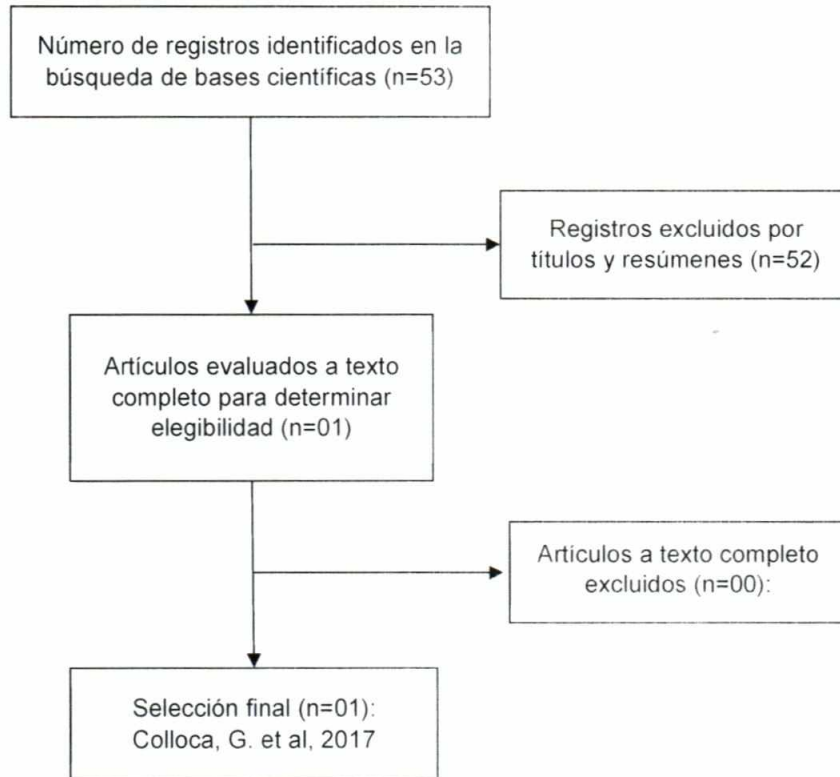 Número de registros identificados en la
búsqueda de bases científicas (n=53)
Registros excluidos por
títulos y resúmenes (n=52)
Artículos evaluados a texto
completo para determinar
elegibilidad (n=01)
Artículos a texto completo
excluidos (n=00):
Selección final (n=01):
Colloca, G. et al, 2017